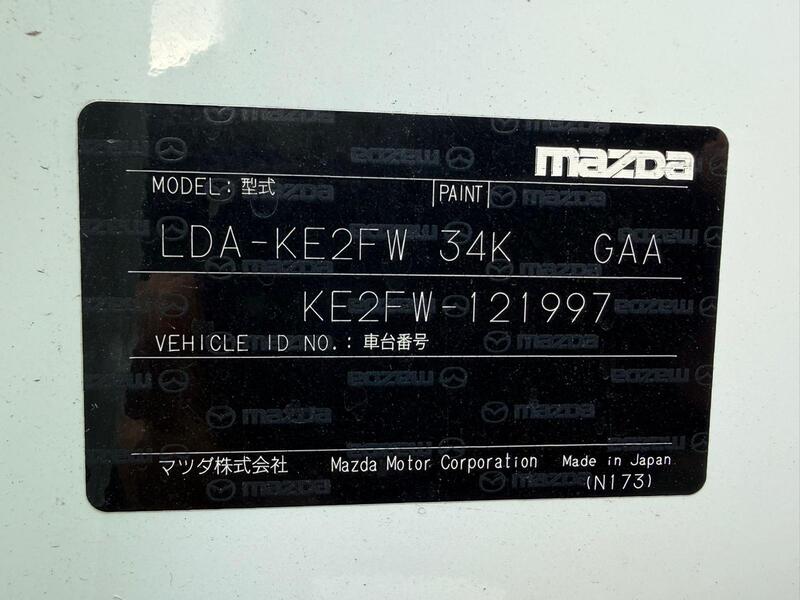 mazda
MODEL : 型式 PAINT
LDA-KE2FW 34K GAA
KE2FW-121997
VEHICLE ID NO. : 車台番号
マツダ株式会社 Mazda Motor Corporation Made in Japan
(N173)